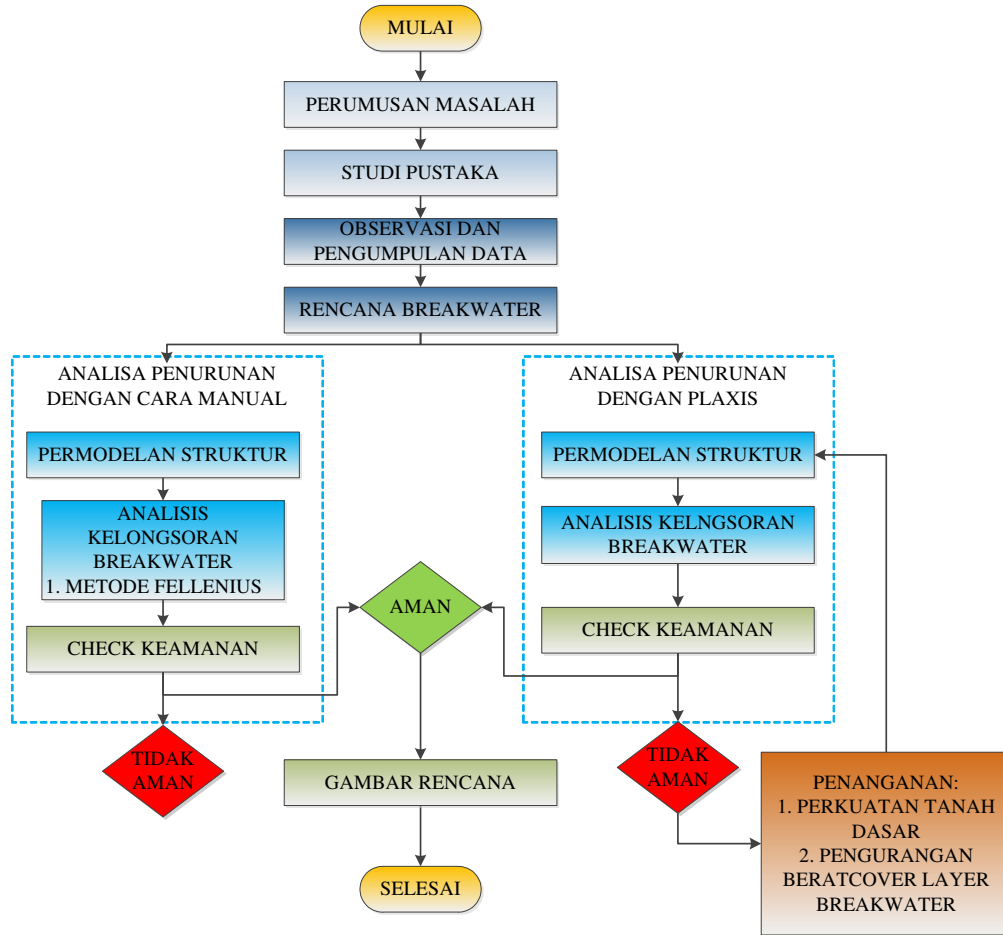 MULAI
PERUMUSAN MASALAH
STUDI PUSTAKA
OBSERVASI DAN
PENGUMPULAN DATA
RENCANA BREAKWATER
ANALISA PENURUNAN
DENGAN CARA MANUAL
PERMODELAN STRUKTUR
ANALISIS
KELONGSORAN
BREAKWATER
1. METODE FELLENIUS
CHECK KEAMANAN
TIDAK
AMAN
ANALISA PENURUNAN
DENGAN PLAXIS
PERMODELAN STRUKTUR
ANALISIS KELNGSORAN
BREAKWATER
CHECK KEAMANAN
TIDAK
AMAN
PENANGANAN:
1. PERKUATAN TANAH
DASAR
2. PENGURANGAN
BERATCOVER LAYER
BREAKWATER
AMAN
GAMBAR RENCANA
SELESAI